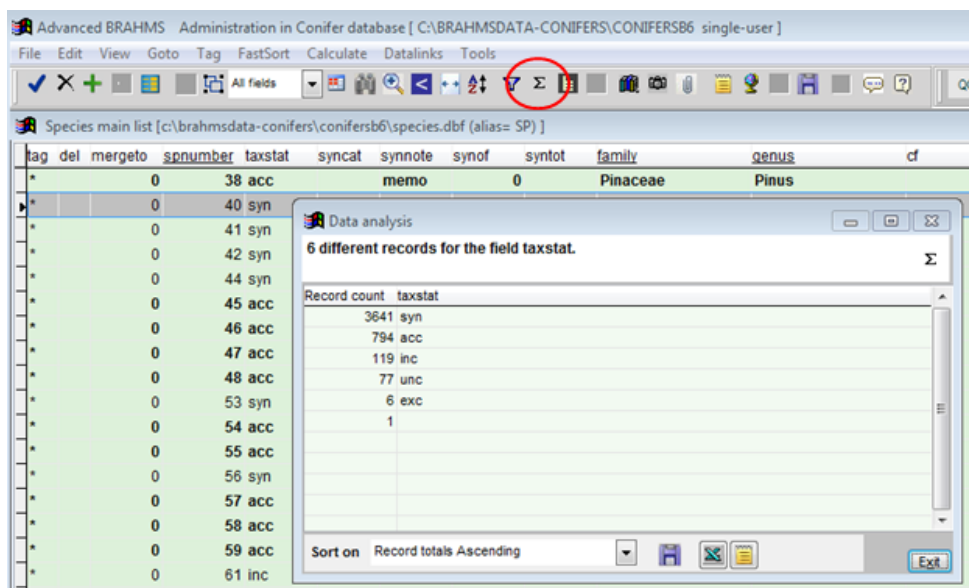 Advanced BRAHMS Administration in Conifer database [ C:\BRAHMSDATA-CONIFERS\CONIFERSB6 single-user ]
File Edit View Goto Tag FastSort Calculate Datalinks Tools
All fields Σ
Species main list [c:\brahmsdata-conifers\conifersb6\species.dbf (alias= SP) ]
tag del mergeto spnumber taxstat syncat synnote synof syntot family genus cf
* 0 38 acc memo 0 Pinaceae Pinus
* 0 40 syn
* 0 41 syn
* 0 42 syn
* 0 44 syn
* 0 45 acc
* 0 46 acc
* 0 47 acc
* 0 48 acc
* 0 53 syn
* 0 54 acc
* 0 55 acc
* 0 56 syn
* 0 57 acc
* 0 58 acc
* 0 59 acc
* 0 61 inc
Data analysis
6 different records for the field taxstat.
Σ
Record count taxstat
3641 syn
794 acc
119 inc
77 unc
6 exc
1
Sort on Record totals Ascending
Exit